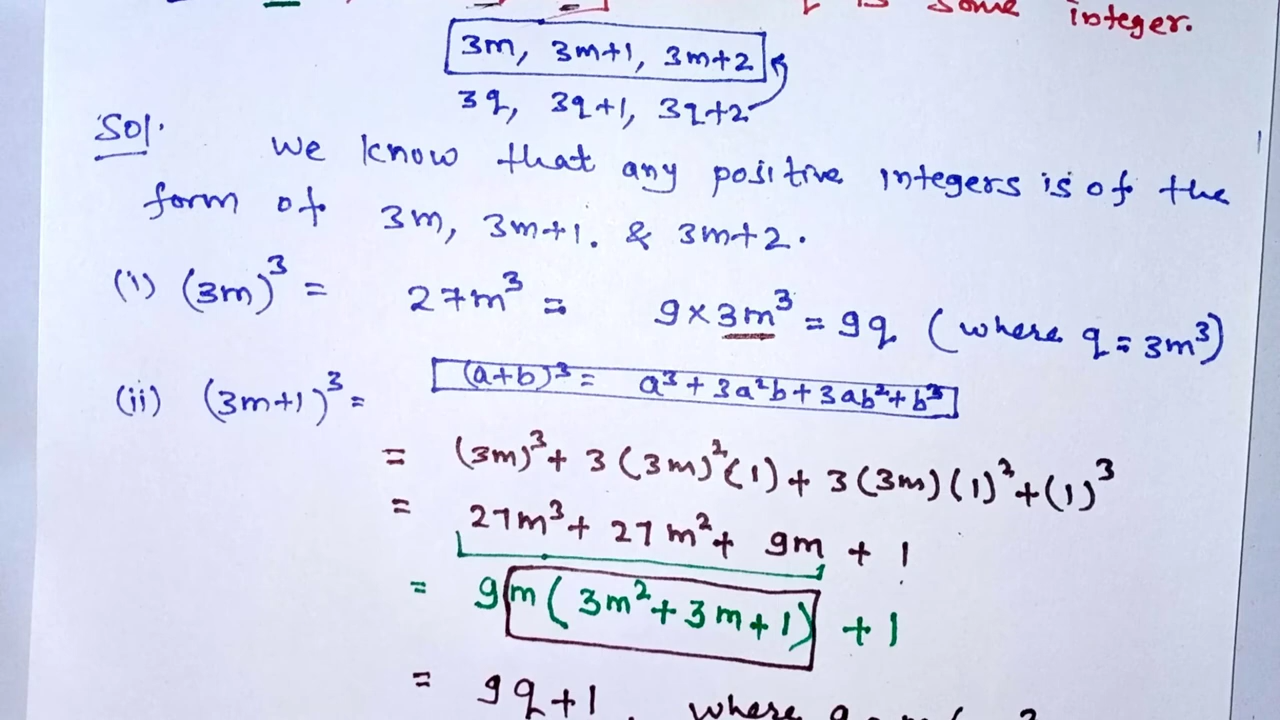 is some integer.
3m, 3m+1, 3m+2
3q, 3q+1, 3q+2
Sol.
We know that any positive integers is of the
form of 3m, 3m+1. & 3m+2.
(i) (3m)³ = 27m³ = 9×3m³ = 9q (where q = 3m³)
(ii) (3m+1)³ = (a+b)³ = a³ + 3a²b + 3ab² + b³
= (3m)³ + 3(3m)²(1) + 3(3m)(1)² + (1)³
= 27m³ + 27m² + 9m + 1
= 9m(3m² + 3m + 1) + 1
= 9q+1, where